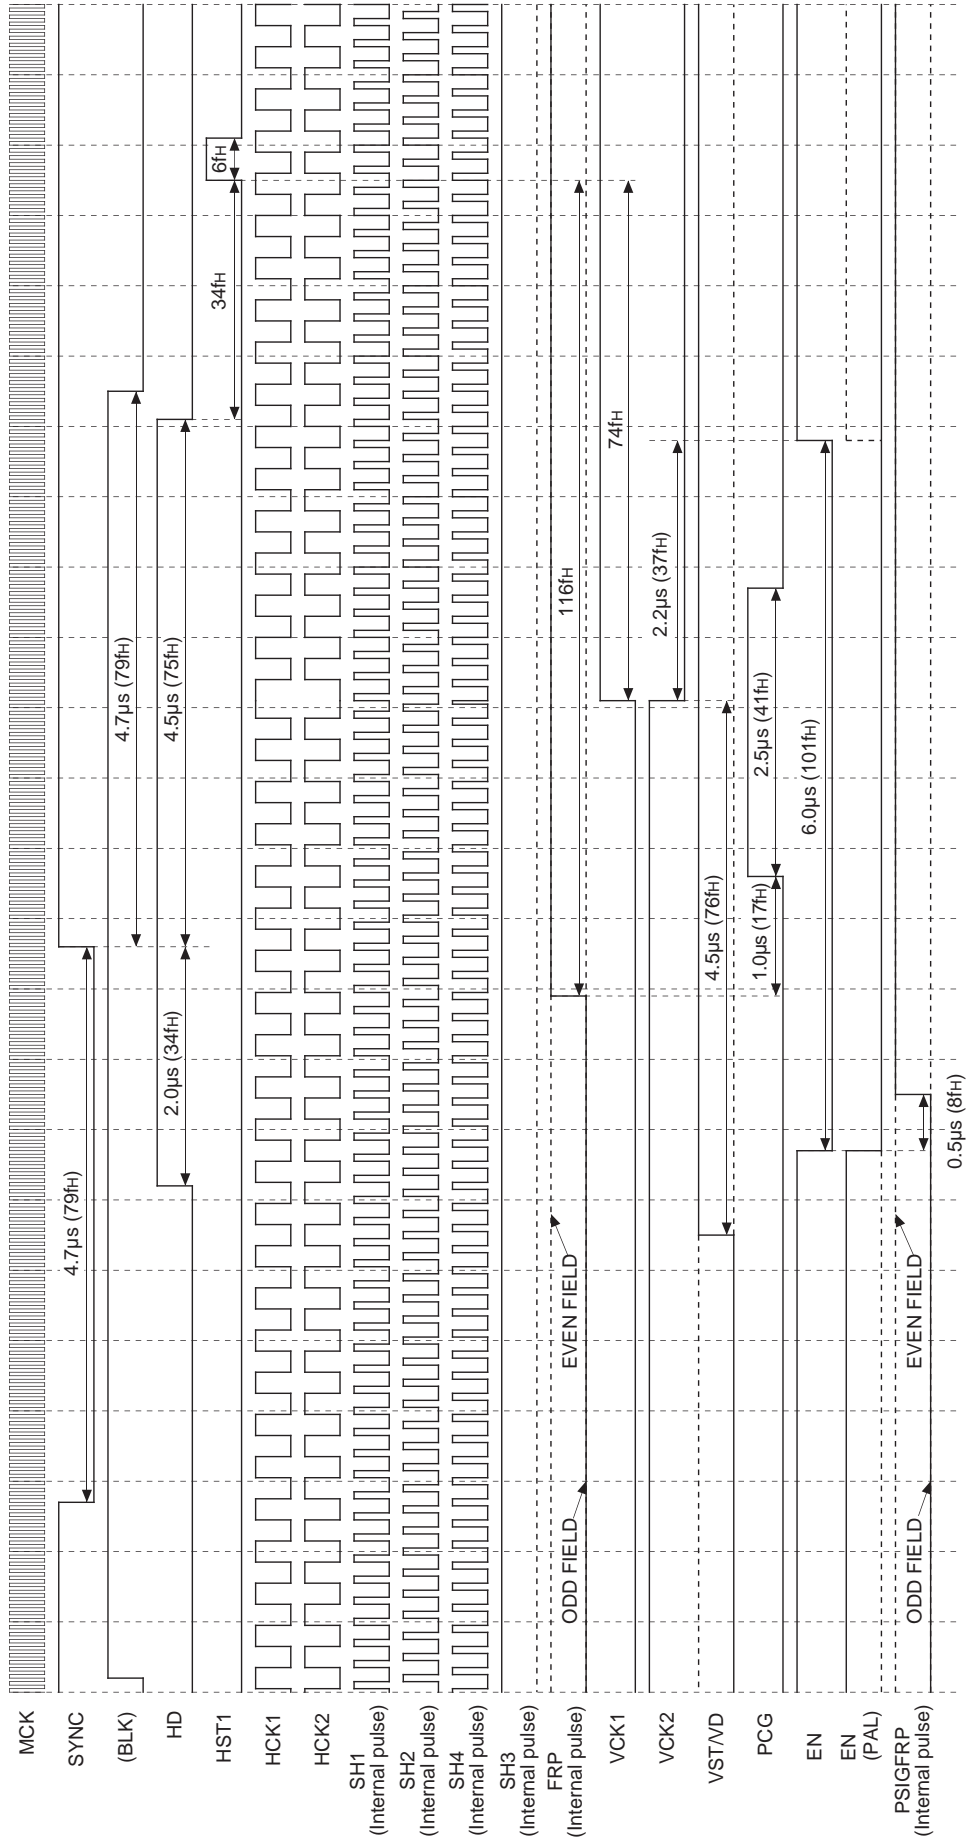 MCK
SYNC
4.7µs (79fH)
(BLK)
4.7µs (79fH)
HD
2.0µs (34fH)
4.5µs (75fH)
HST1
34fH
6fH
HCK1
HCK2
SH1
(Internal pulse)
SH2
(Internal pulse)
SH4
(Internal pulse)
SH3
(Internal pulse)
FRP
(Internal pulse)
ODD FIELD
EVEN FIELD
116fH
VCK1
74fH
VCK2
2.2µs (37fH)
VST/VD
4.5µs (76fH)
PCG
1.0µs (17fH)
2.5µs (41fH)
EN
6.0µs (101fH)
EN
(PAL)
PSIGFRP
(Internal pulse)
ODD FIELD
EVEN FIELD
0.5µs (8fH)